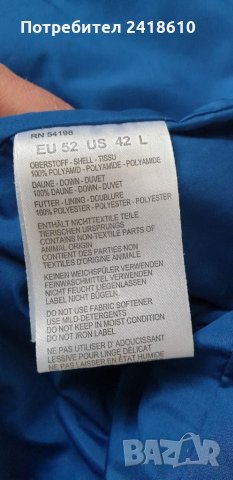 Потребител 2418610
RN 54198
EU 52 US 42 L
OBERSTOFF - SHELL - TISSU
100% POLYAMID - POLYAMIDE - POLYAMIDE
DAUNE - DOWN - DUVET
100% DAUNE - DOWN - DUVET
FUTTER - LINING - DOUBLURE
100% POLYESTER - POLYESTER - POLYESTER
ENTHÄLT NICHTTEXTILE TEILE
TIERISCHEN URSPRUNGS
CONTAINS NON-TEXTILE PARTS OF
ANIMAL ORIGIN
CONTIENT DES PARTIES NON
TEXTILES D'ORIGINE ANIMALE
KEINEN WEICHSPÜLER VERWENDEN
FEINWASCHMITTEL VERWENDEN
NICHT FEUCHT LIEGENLASSEN
LABEL NICHT BÜGELN
DO NOT USE FABRIC SOFTENER
USE MILD-DETERGENTS
DO NOT STORE IN WET CONDITION
DO NOT IRON LABEL
NE PAS UTILISER D' ADOUCISSANT
LESSIVE POUR LINGE DÉLICAT
NE PAS LAISSER EN ÉTAT HUMIDE
BAZAR